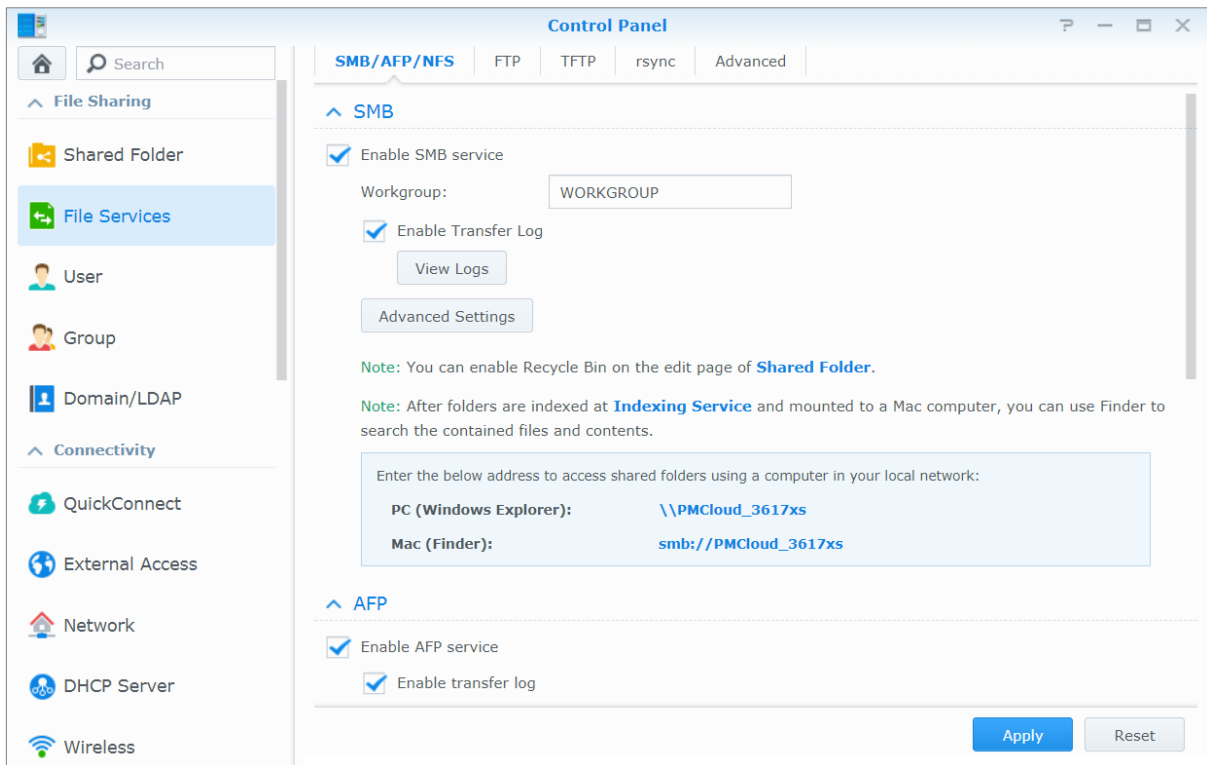 Control Panel
Search
File Sharing
Shared Folder
File Services
User
Group
Domain/LDAP
Connectivity
QuickConnect
External Access
Network
DHCP Server
Wireless
SMB/AFP/NFS
FTP
TFTP
rsync
Advanced
SMB
Enable SMB service
Workgroup: WORKGROUP
Enable Transfer Log
View Logs
Advanced Settings
Note: You can enable Recycle Bin on the edit page of Shared Folder.
Note: After folders are indexed at Indexing Service and mounted to a Mac computer, you can use Finder to
search the contained files and contents.
Enter the below address to access shared folders using a computer in your local network:
PC (Windows Explorer): \\PMCloud_3617xs
Mac (Finder): smb://PMCloud_3617xs
AFP
Enable AFP service
Enable transfer log
Apply
Reset